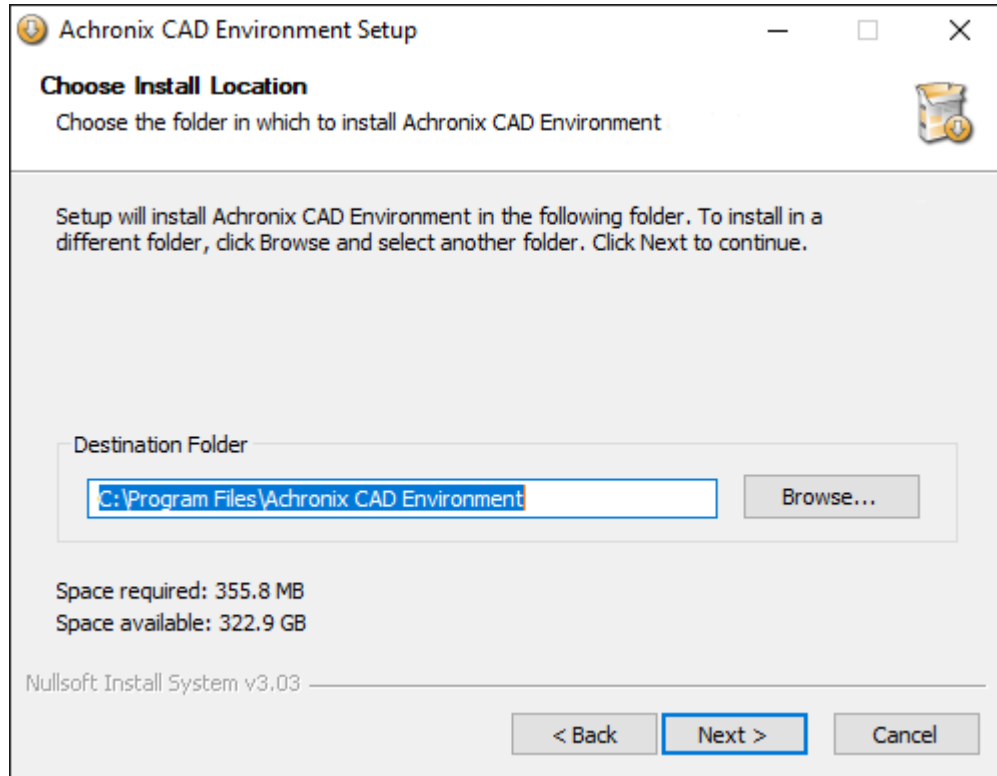 Achronix CAD Environment Setup
Choose Install Location
Choose the folder in which to install Achronix CAD Environment
Setup will install Achronix CAD Environment in the following folder. To install in a
different folder, click Browse and select another folder. Click Next to continue.
Destination Folder
C:\Program Files\Achronix CAD Environment
Browse...
Space required: 355.8 MB
Space available: 322.9 GB
Nullsoft Install System v3.03
< Back Next > Cancel